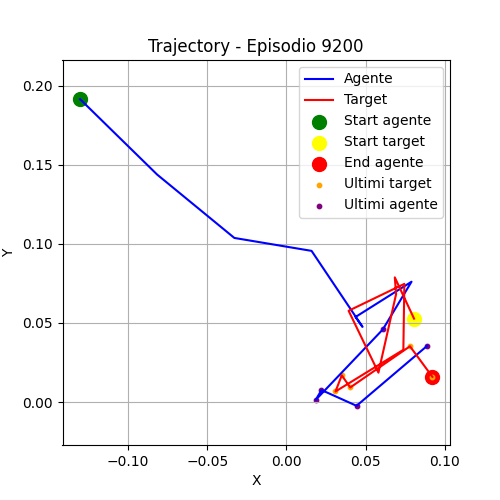 Trajectory - Episodio 9200
Agente
Target
Start agente
Start target
End agente
Ultimi target
Ultimi agente
0.20
0.15
0.10
0.05
0.00
Y
−0.10
−0.05
0.00
0.05
0.10
X